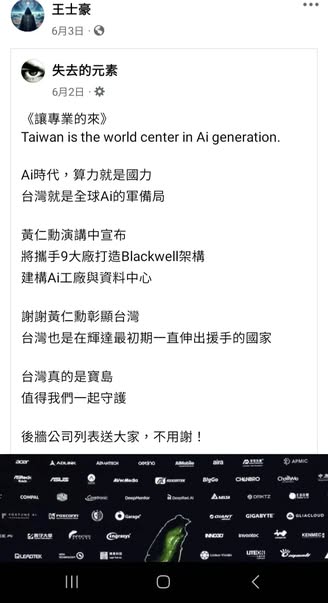 王士豪
6月3日
失去的元素
6月2日
《讓專業的來》
Taiwan is the world center in Ai generation.
Ai時代，算力就是國力
台灣就是全球Ai的軍備局
黃仁勳演講中宣布
將攜手9大廠打造Blackwell架構
建構Ai工廠與資料中心
謝謝黃仁勳彰顯台灣
台灣也是在輝達最初期一直伸出援手的國家
台灣真的是寶島
值得我們一起守護
後牆公司列表送大家，不用謝！
acer ADLINK ADVANTECH aetina AIMobile aira APMIC
ASUS AVerMedia BigGo CHENBRO
COMPAL DeepMentor DELTA
FOXCONN Garage+ GIANT GIGABYTE GLIACLOUD
INNODISK inventec KENMEC
LEADTEK LITEON